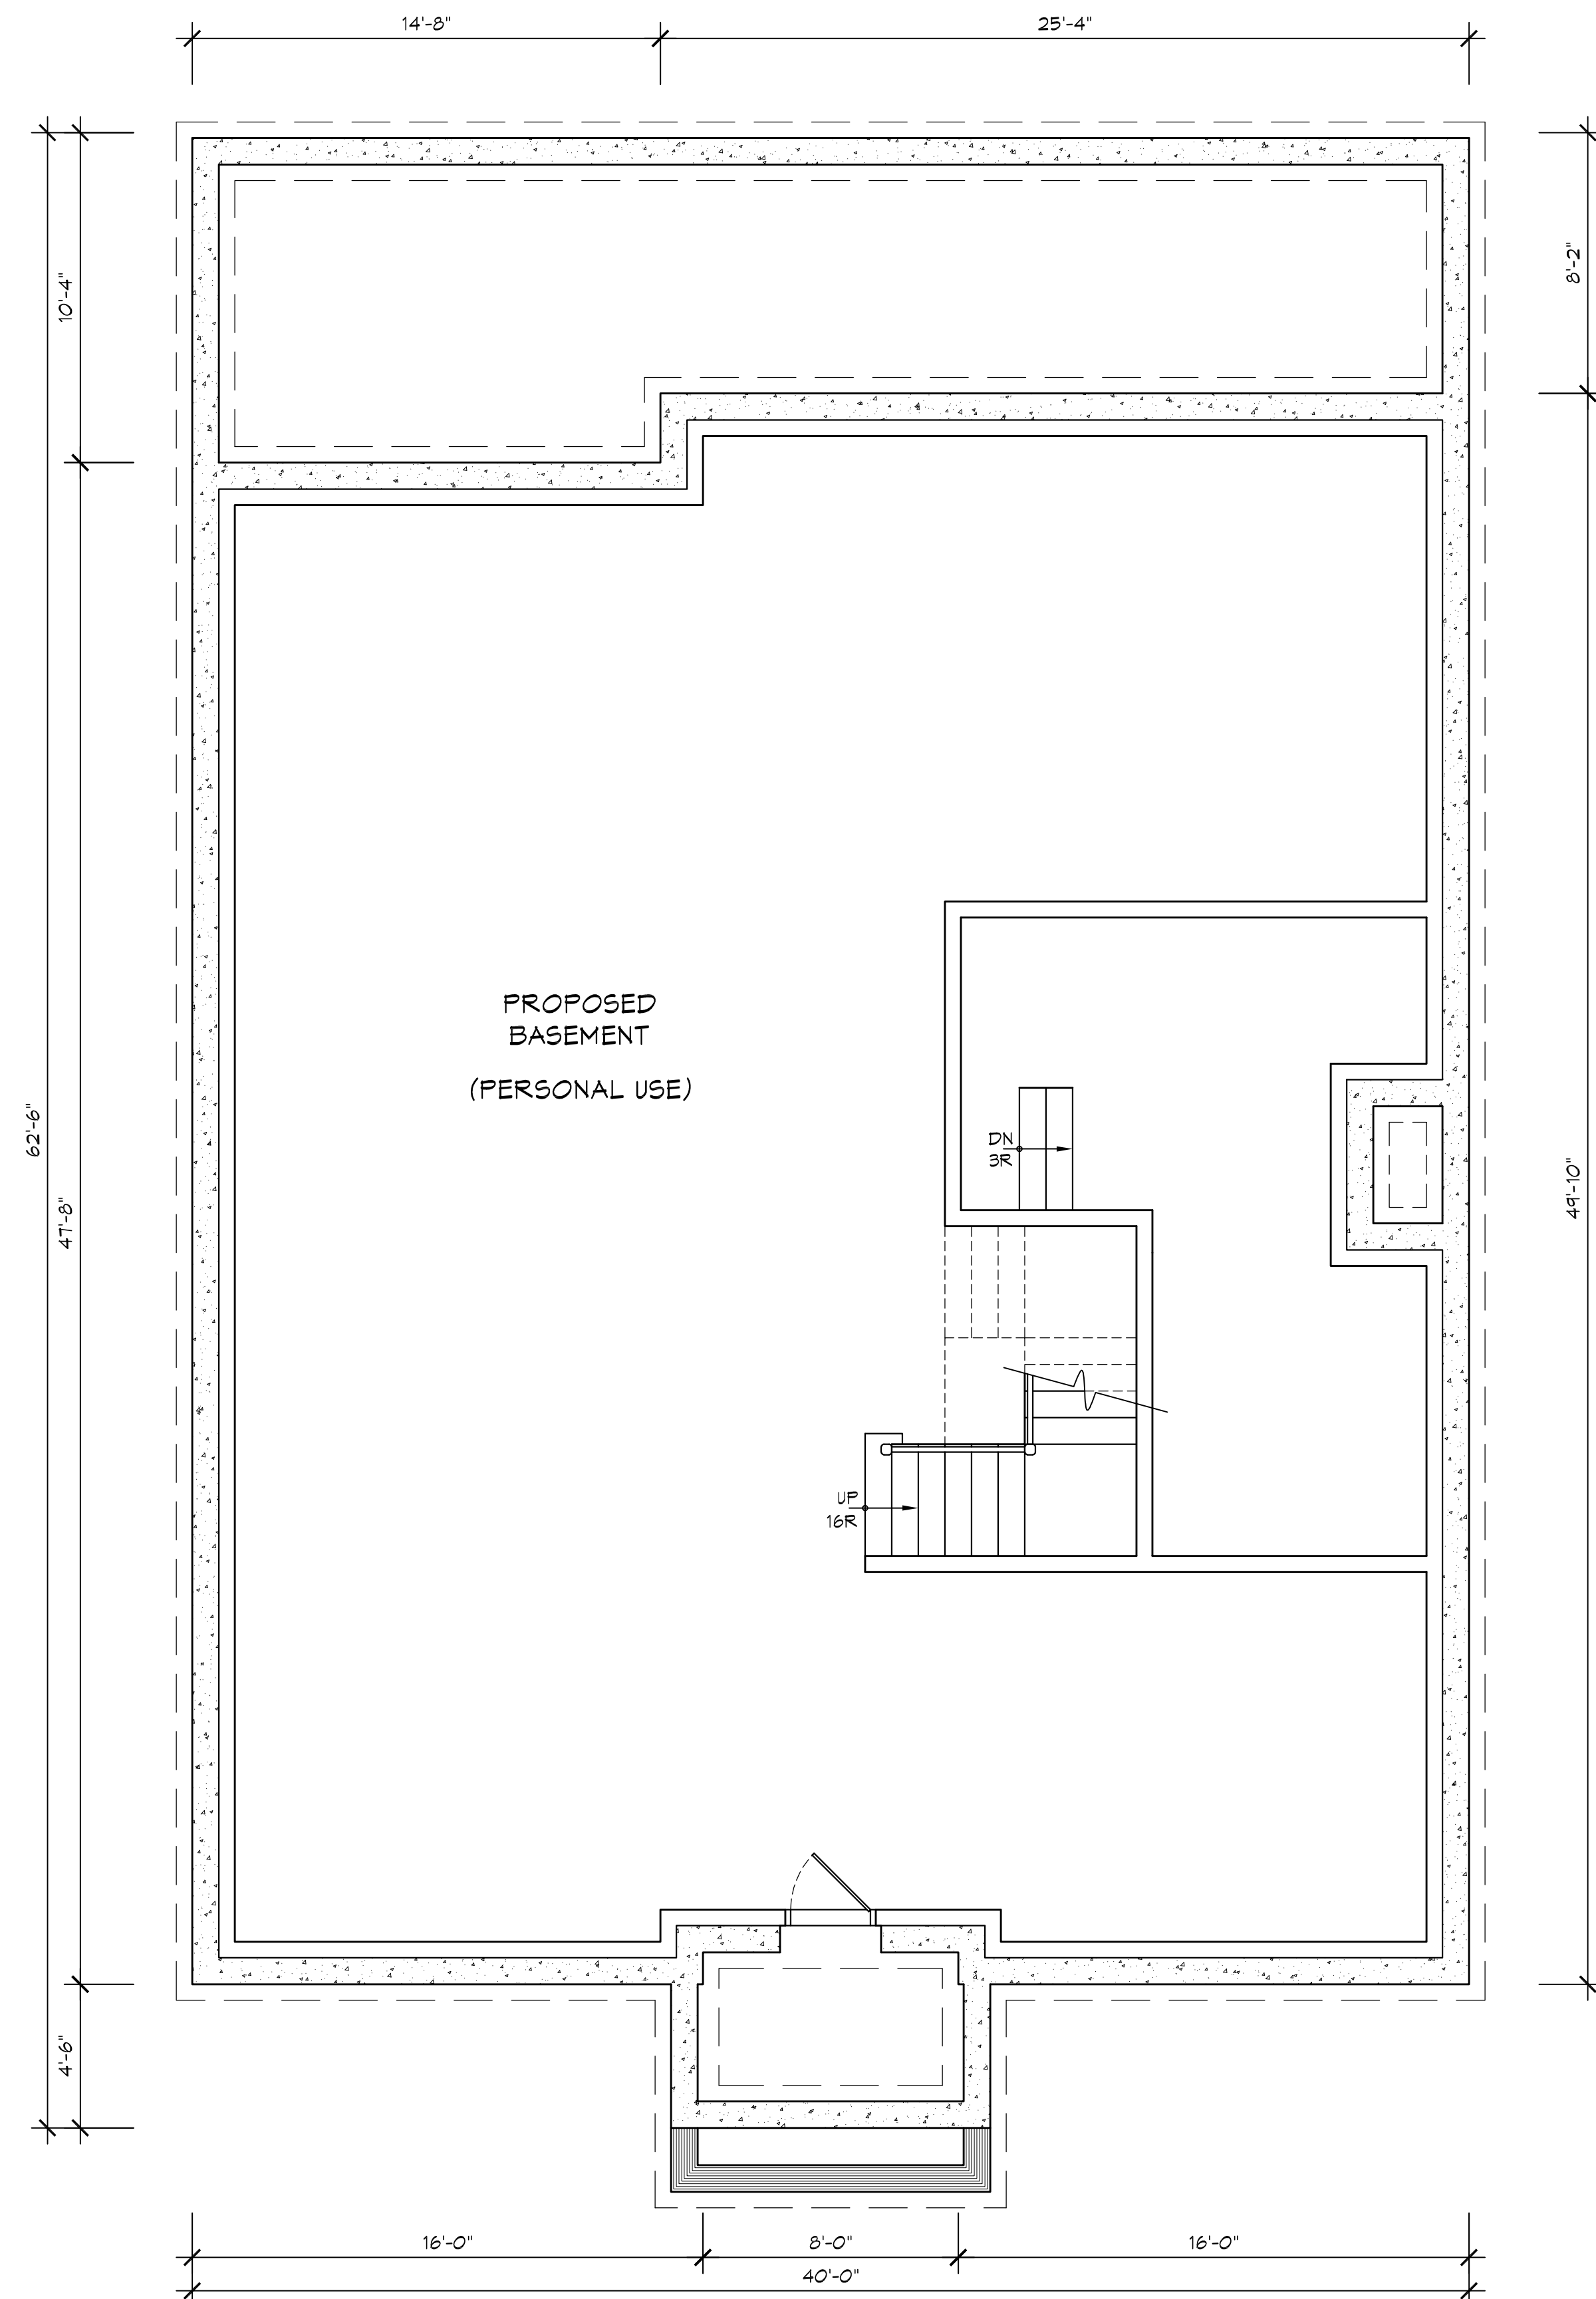 14'-8"
25'-4"
10'-4"
8'-2"
PROPOSED
BASEMENT
(PERSONAL USE)
62'-6"
47'-8"
49'-10"
DN
3R
UP
16R
4'-6"
16'-0"
8'-0"
16'-0"
40'-0"